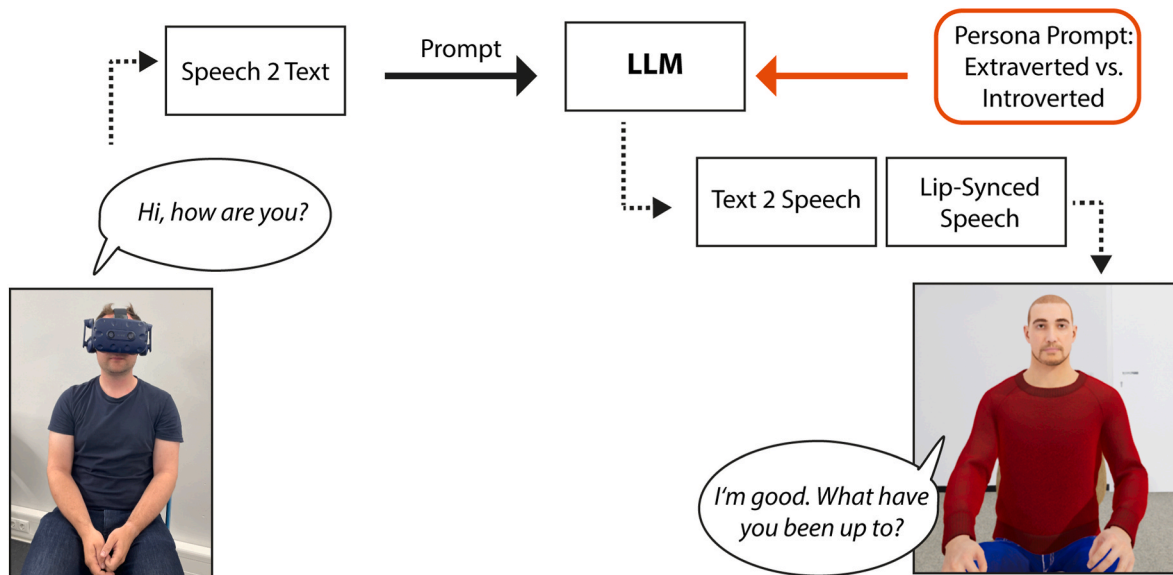 Speech 2 Text
Prompt
LLM
Persona Prompt:
Extraverted vs.
Introverted
Hi, how are you?
Text 2 Speech
Lip-Synced
Speech
I'm good. What have
you been up to?